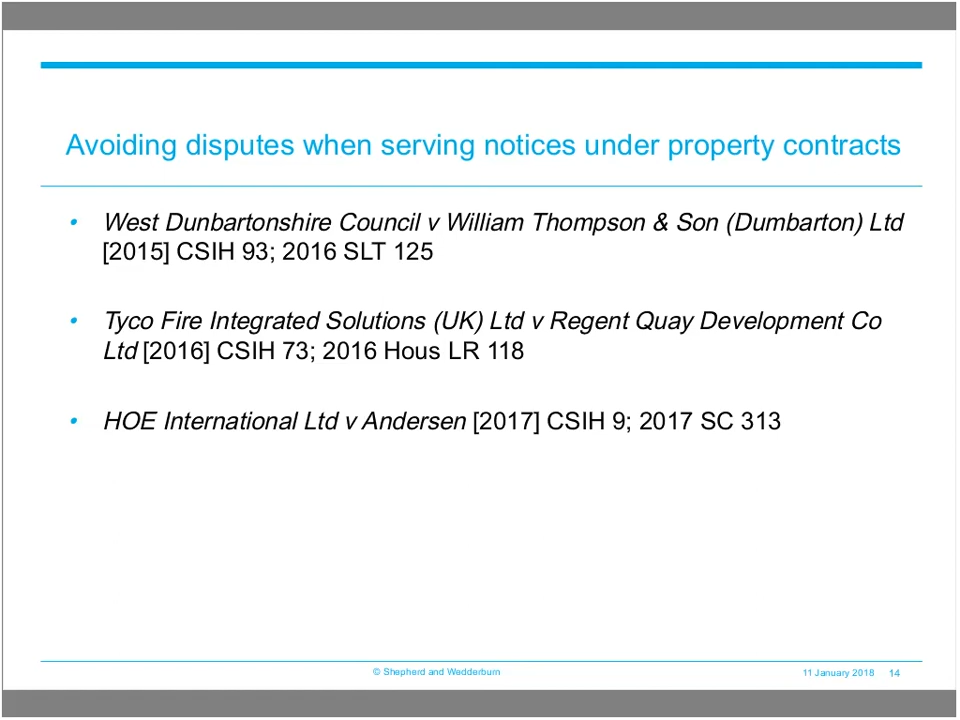 Avoiding disputes when serving notices under property contracts
• West Dunbartonshire Council v William Thompson & Son (Dumbarton) Ltd
[2015] CSIH 93; 2016 SLT 125
• Tyco Fire Integrated Solutions (UK) Ltd v Regent Quay Development Co
Ltd [2016] CSIH 73; 2016 Hous LR 118
• HOE International Ltd v Andersen [2017] CSIH 9; 2017 SC 313
© Shepherd and Wedderburn
11 January 2018 14